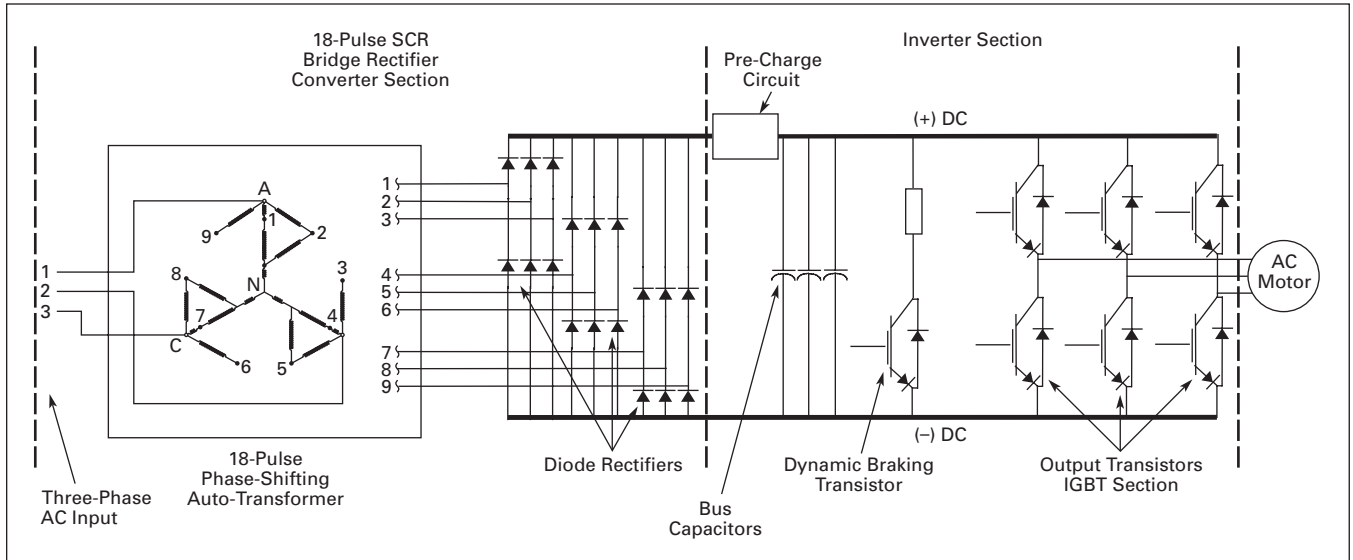 18-Pulse SCR
Bridge Rectifier
Converter Section
Inverter Section
Pre-Charge
Circuit
(+) DC
A
1
9
2
8
N
3
7
4
C
6
5
1
2
3
1
2
3
4
5
6
7
8
9
AC
Motor
(–) DC
18-Pulse
Phase-Shifting
Auto-Transformer
Three-Phase
AC Input
Diode Rectifiers
Bus
Capacitors
Dynamic Braking
Transistor
Output Transistors
IGBT Section